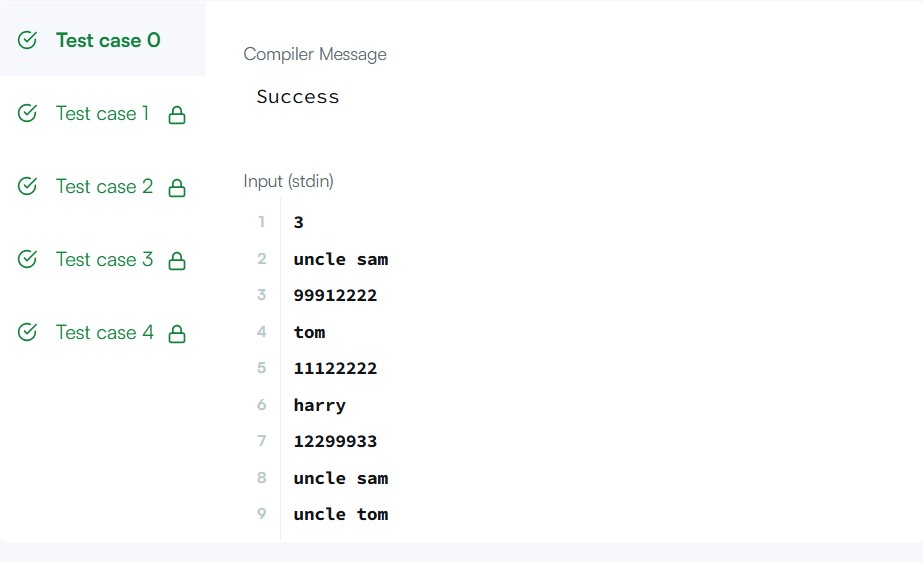 Test case 0
Test case 1
Test case 2
Test case 3
Test case 4
Compiler Message
Success
Input (stdin)
1 3
2 uncle sam
3 99912222
4 tom
5 11122222
6 harry
7 12299933
8 uncle sam
9 uncle tom